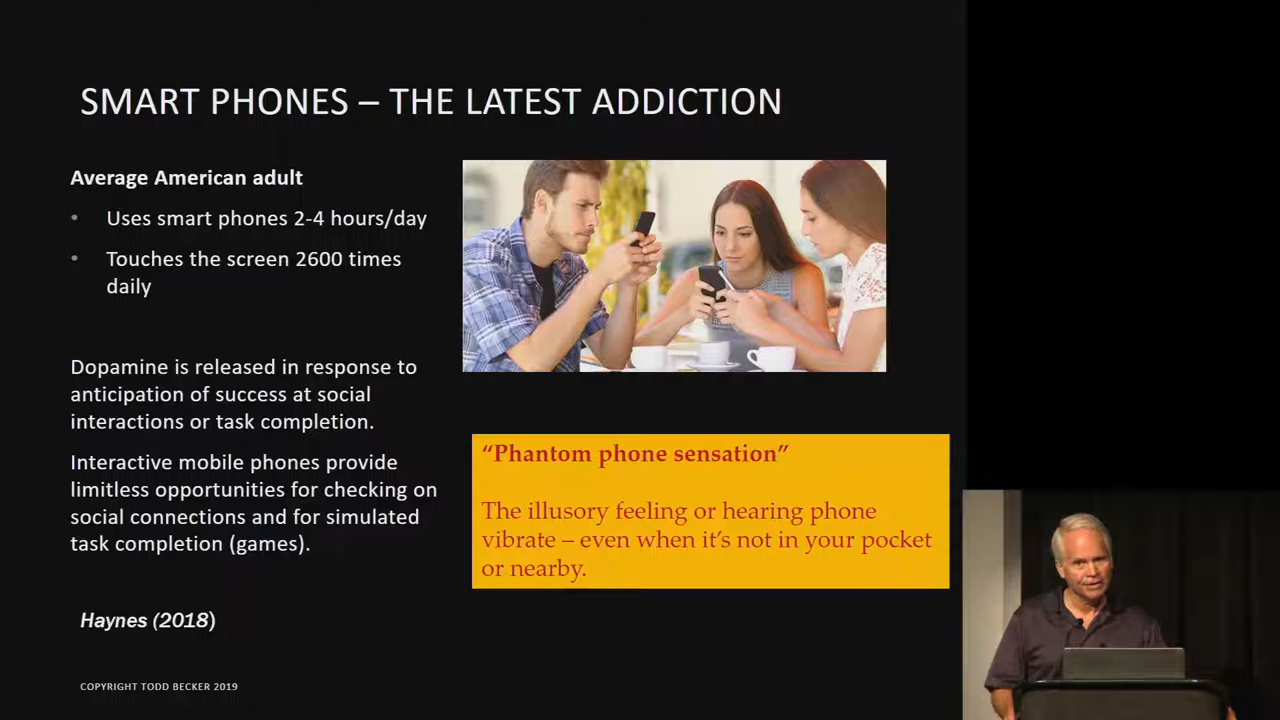 SMART PHONES – THE LATEST ADDICTION
Average American adult
• Uses smart phones 2-4 hours/day
• Touches the screen 2600 times
daily
Dopamine is released in response to
anticipation of success at social
interactions or task completion.
Interactive mobile phones provide
limitless opportunities for checking on
social connections and for simulated
task completion (games).
Haynes (2018)
COPYRIGHT TODD BECKER 2019
“Phantom phone sensation”
The illusory feeling or hearing phone
vibrate – even when it’s not in your pocket
or nearby.